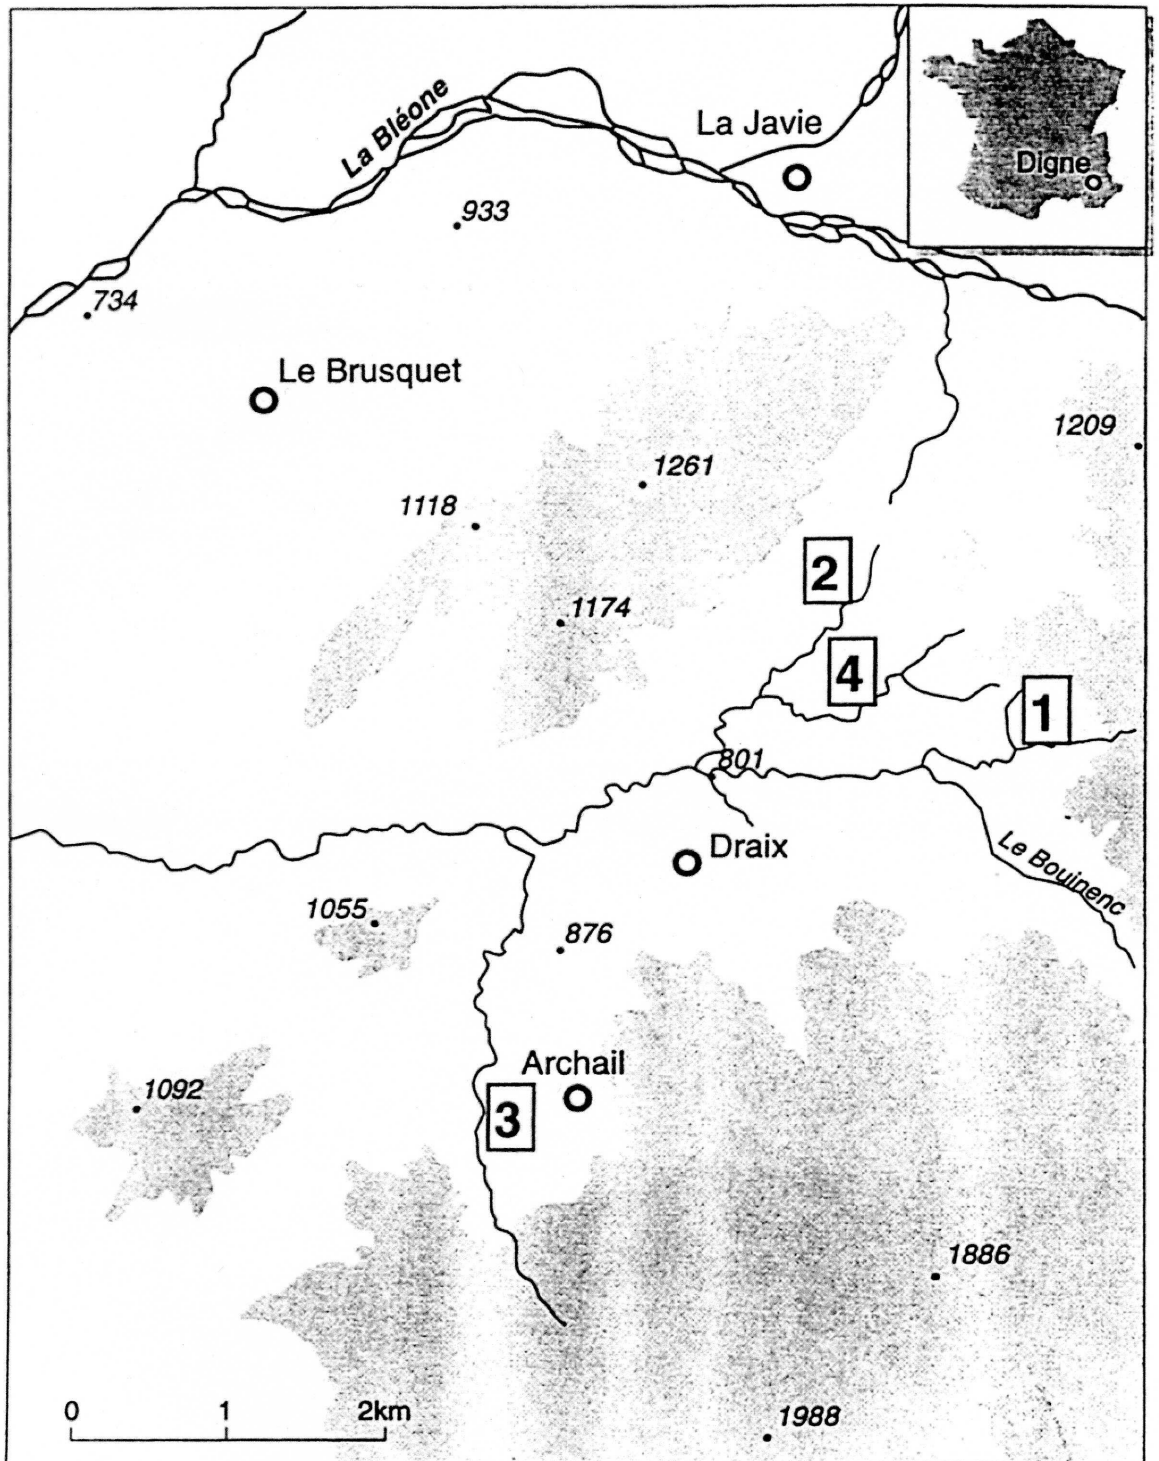 La Bléone
La Javie
Digne
933
734
Le Brusquet
1209
1261
1118
2
1174
4
1
801
Draix
Le Bouinenc
1055
876
Archail
1092
3
1886
0 1 2km
1988